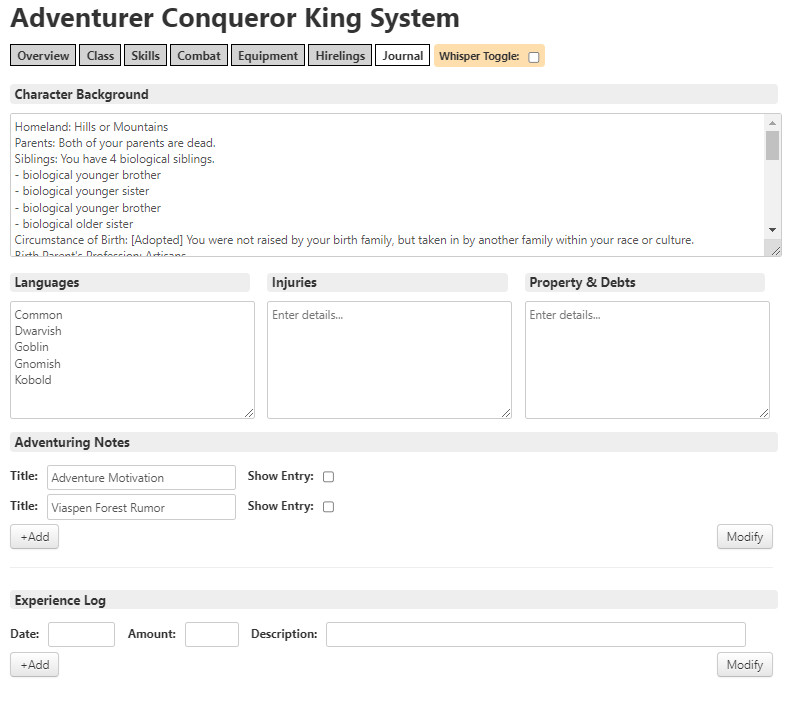 Adventurer Conqueror King System
Overview Class Skills Combat Equipment Hirelings Journal Whisper Toggle:
Character Background
Homeland: Hills or Mountains
Parents: Both of your parents are dead.
Siblings: You have 4 biological siblings.
- biological younger brother
- biological younger sister
- biological younger brother
- biological older sister
Circumstance of Birth: [Adopted] You were not raised by your birth family, but taken in by another family within your race or culture.
Birth Parent's Profession: Artisans
Languages Injuries Property & Debts
Common Enter details... Enter details...
Dwarvish
Goblin
Gnomish
Kobold
Adventuring Notes
Title: Adventure Motivation Show Entry:
Title: Viaspen Forest Rumor Show Entry:
+Add Modify
Experience Log
Date: Amount: Description:
+Add Modify